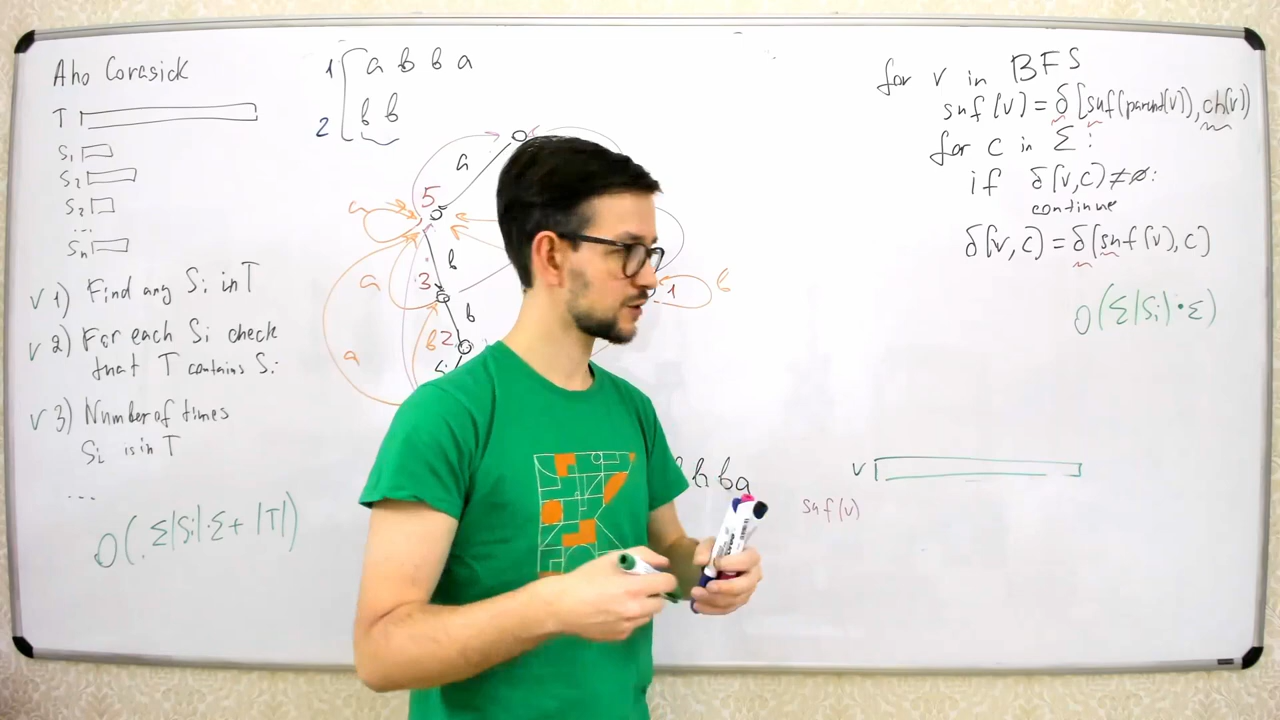 Aho Corasick
T
S₁
S₂
S₂
...
Sₙ
v 1) Find any Si in T
v 2) For each Si check
that T contains Si
v 3) Number of times
Si is in T
...
O(Σ|Si|·Σ + |T|)
1 a b b a
2 b b
a
5
a
b
3
a
b
b
2
a
1
b
b b a
for v in BFS
suf(v) = δ[suf(parent(v)), ch(v)]
for c in Σ:
if δ(v,c) ≠ ∅:
continue
δ(v,c) = δ[suf(v), c]
O(Σ|Si|·Σ)
v
suf(v)